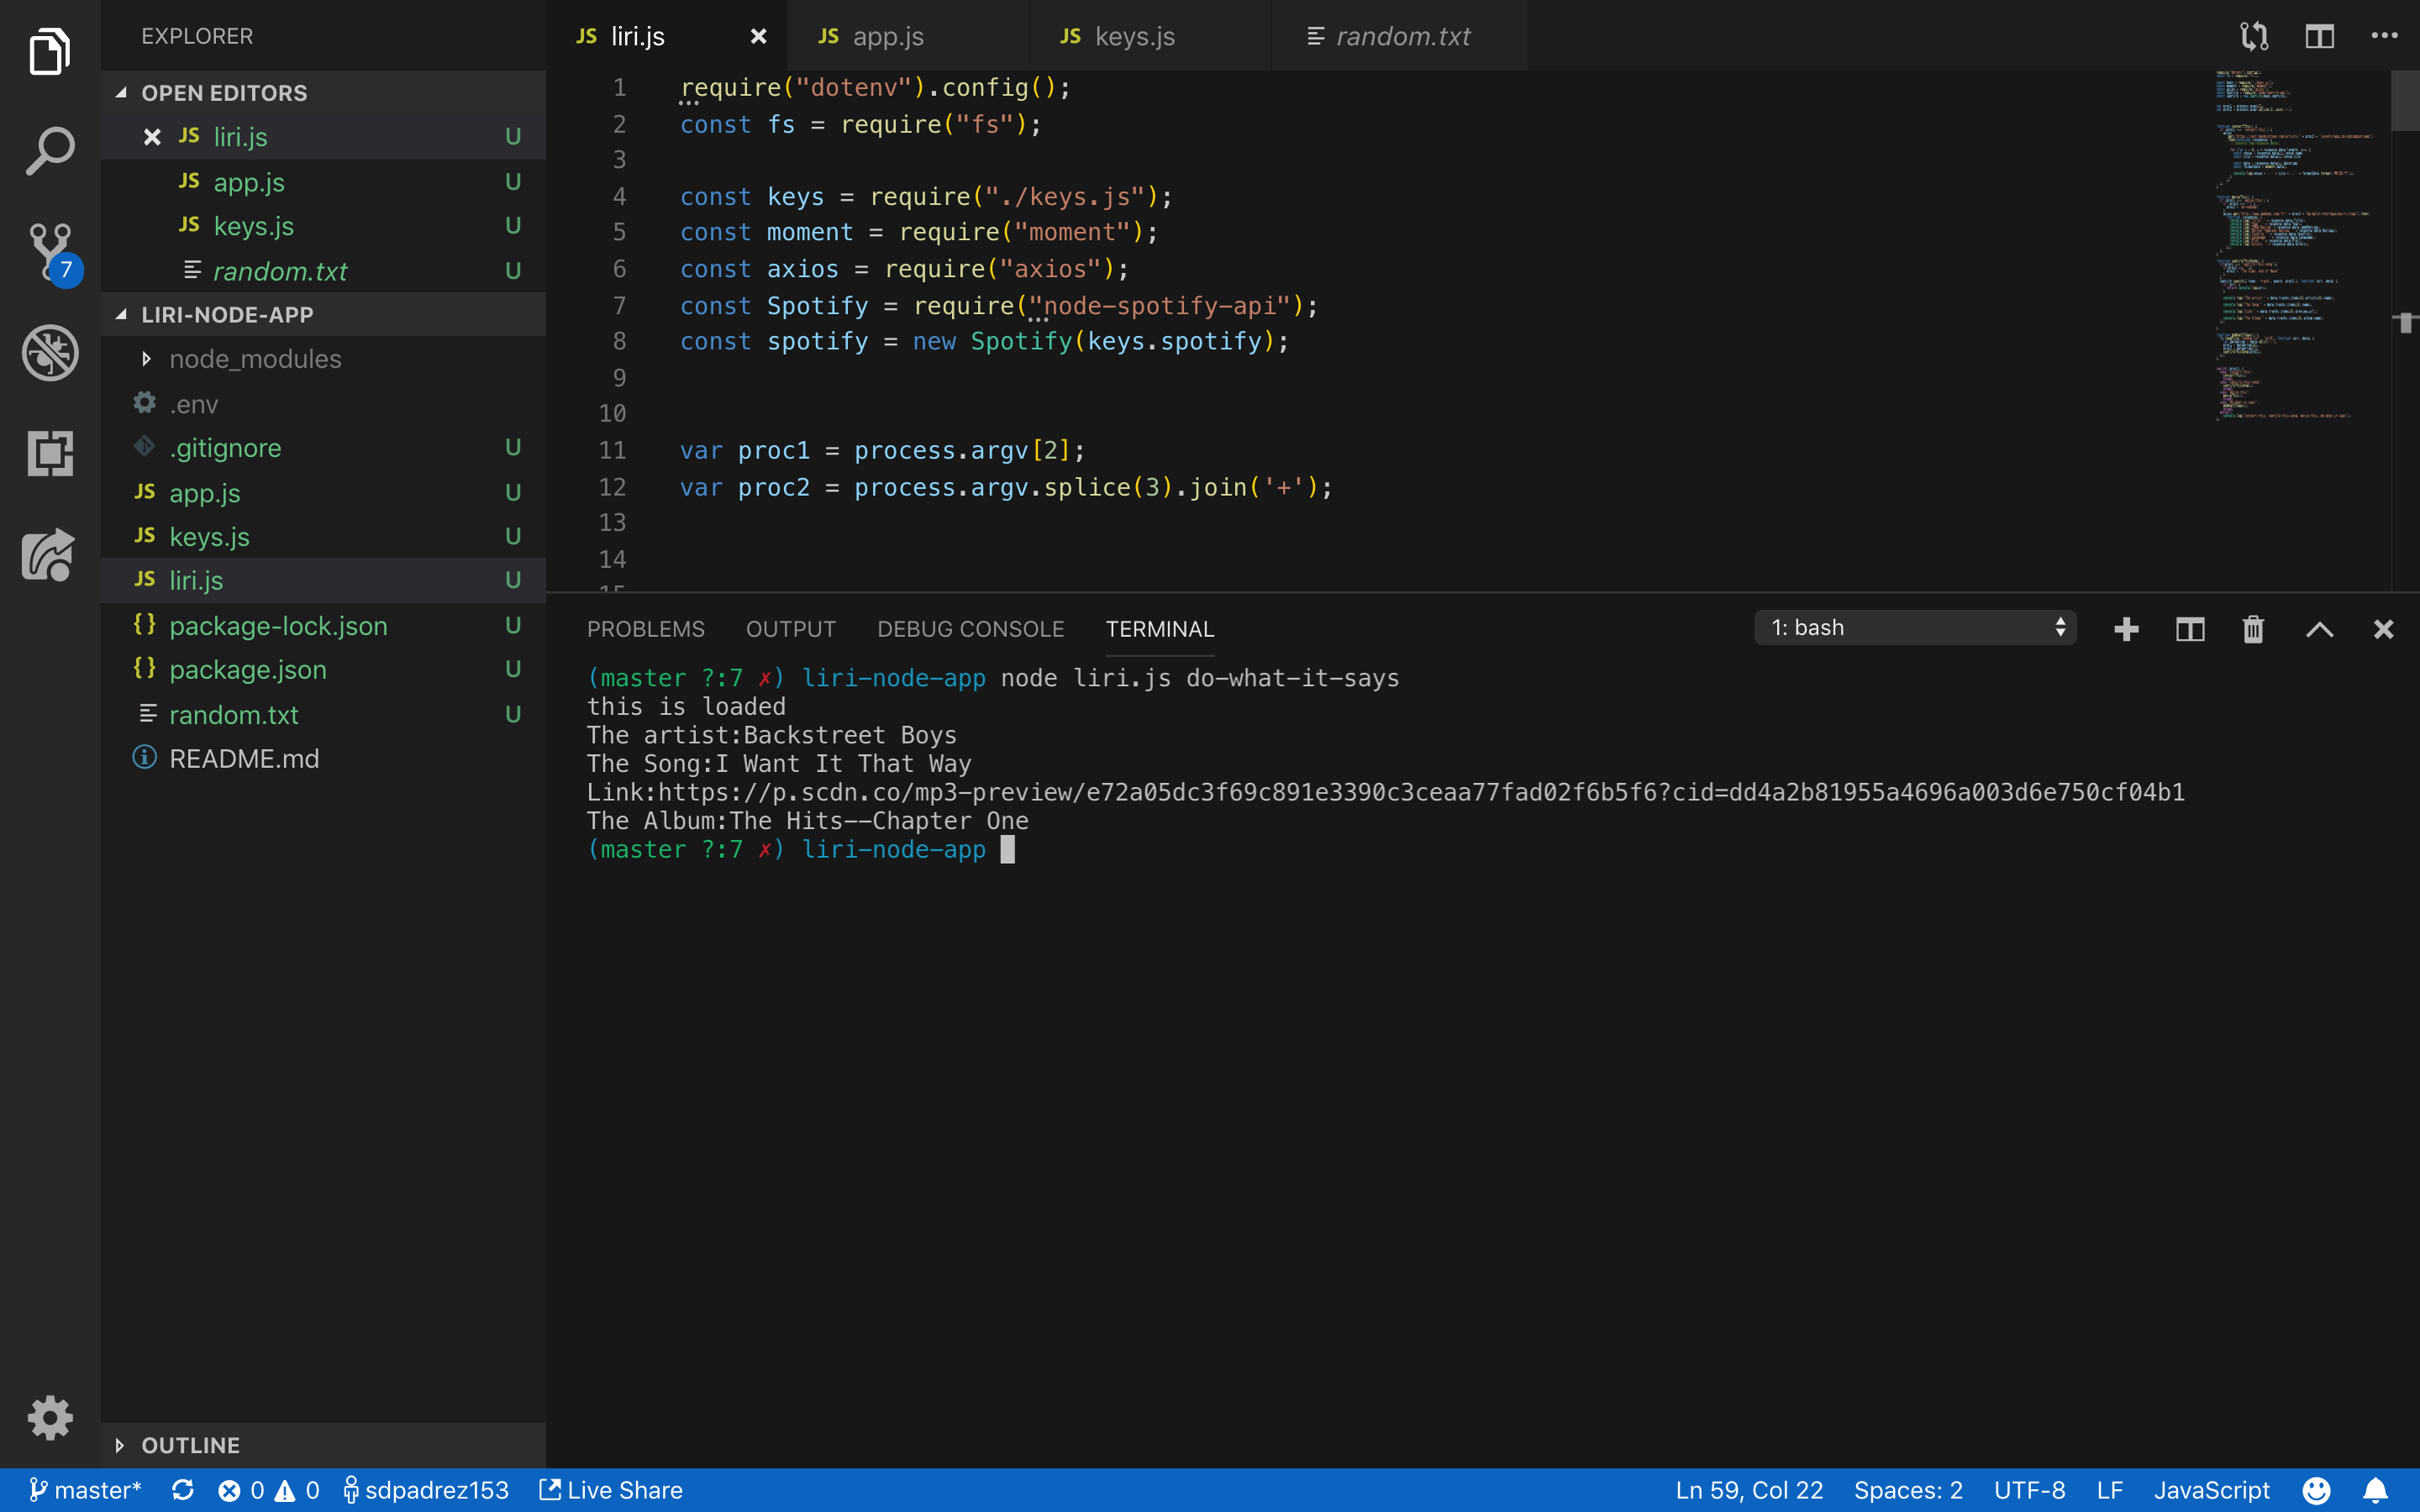 EXPLORER
OPEN EDITORS
JS liri.js U
JS app.js U
JS keys.js U
random.txt U
7
LIRI-NODE-APP
node_modules
.env
.gitignore U
JS app.js U
JS keys.js U
JS liri.js U
{} package-lock.json U
{} package.json U
random.txt U
README.md
OUTLINE
JS liri.js
JS app.js
JS keys.js
random.txt
1 require("dotenv").config();
2 const fs = require("fs");
3
4 const keys = require("./keys.js");
5 const moment = require("moment");
6 const axios = require("axios");
7 const Spotify = require("node-spotify-api");
8 const spotify = new Spotify(keys.spotify);
9
10
11 var proc1 = process.argv[2];
12 var proc2 = process.argv.splice(3).join('+');
13
14
PROBLEMS OUTPUT DEBUG CONSOLE TERMINAL 1: bash
(master ?:7 ✗) liri-node-app node liri.js do-what-it-says
this is loaded
The artist:Backstreet Boys
The Song:I Want It That Way
Link:https://p.scdn.co/mp3-preview/e72a05dc3f69c891e3390c3ceaa77fad02f6b5f6?cid=dd4a2b81955a4696a003d6e750cf04b1
The Album:The Hits--Chapter One
(master ?:7 ✗) liri-node-app
master* 0 0 sdpadrez153 Live Share Ln 59, Col 22 Spaces: 2 UTF-8 LF JavaScript